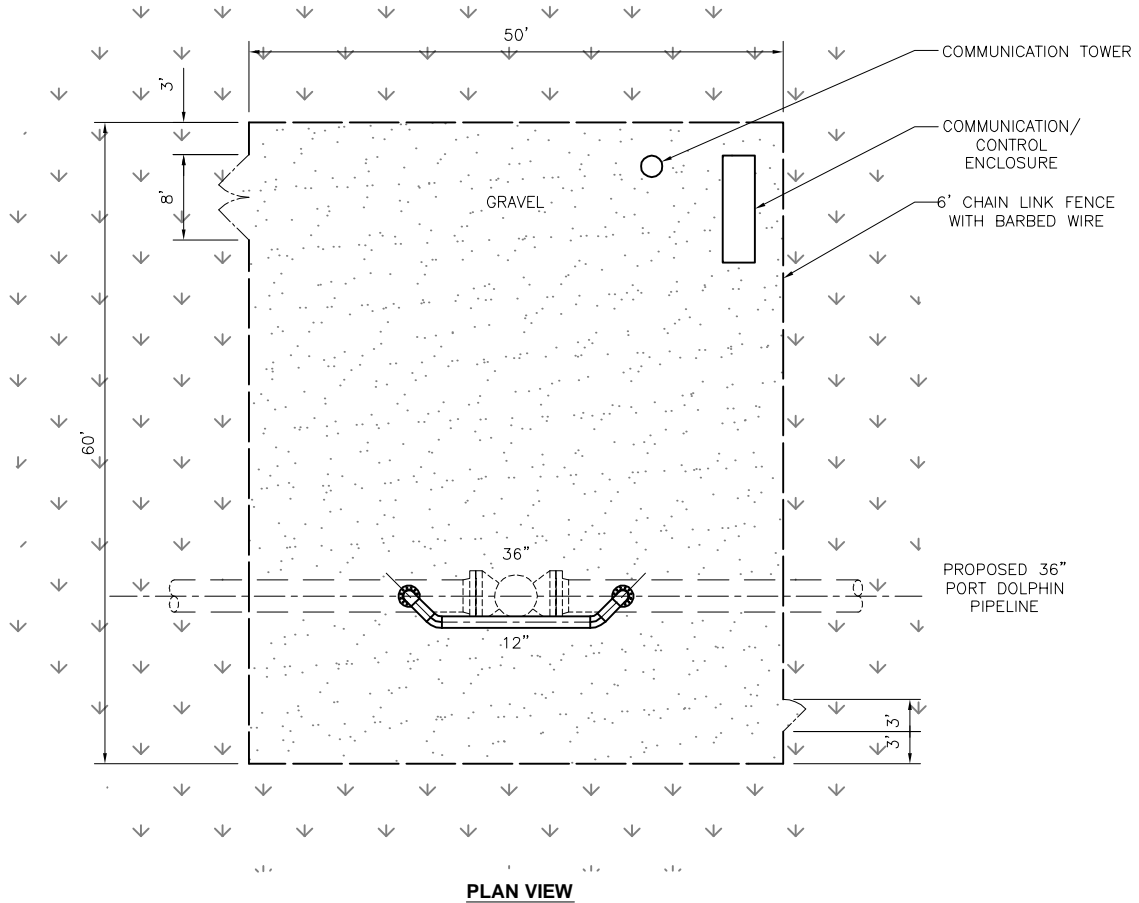 50'
COMMUNICATION TOWER
3'
COMMUNICATION/
CONTROL
ENCLOSURE
8'
GRAVEL
6' CHAIN LINK FENCE
WITH BARBED WIRE
60'
36"
PROPOSED 36"
PORT DOLPHIN
PIPELINE
12"
3'
3'
PLAN VIEW